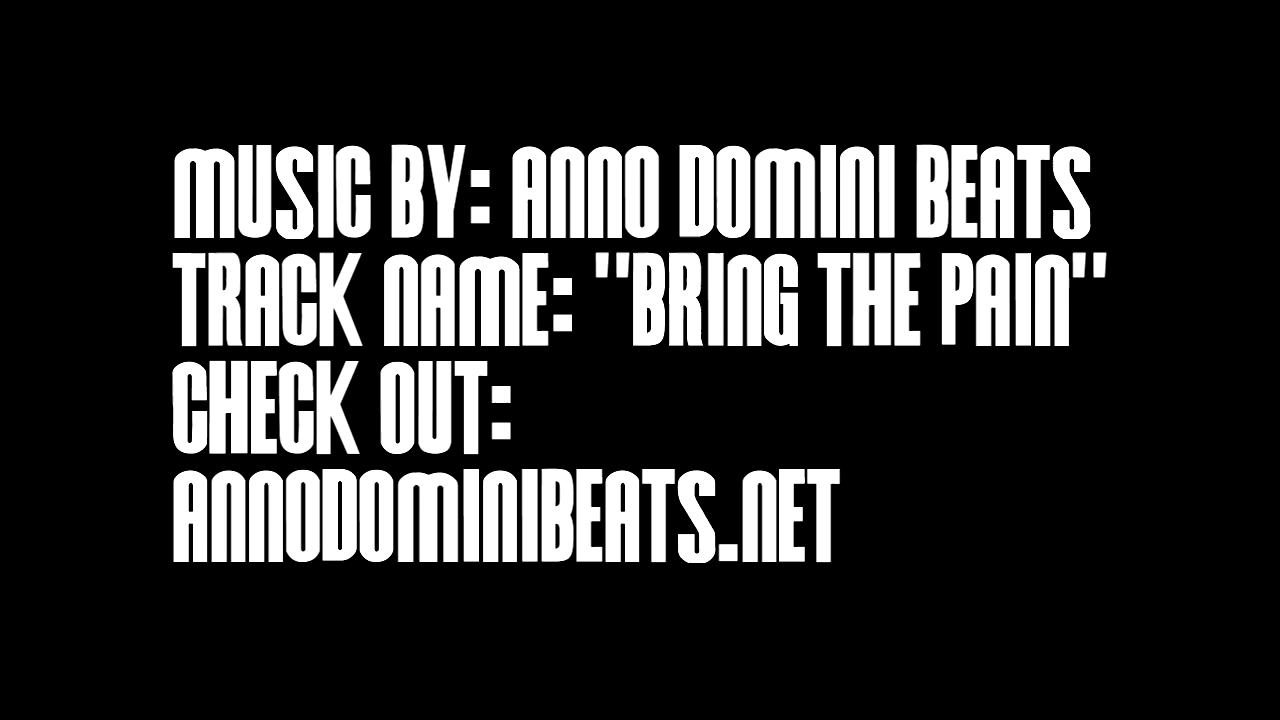 MUSIC BY: ANNO DOMINI BEATS
TRACK NAME: "BRING THE PAIN"
CHECK OUT:
ANNODOMINIBEATS.NET